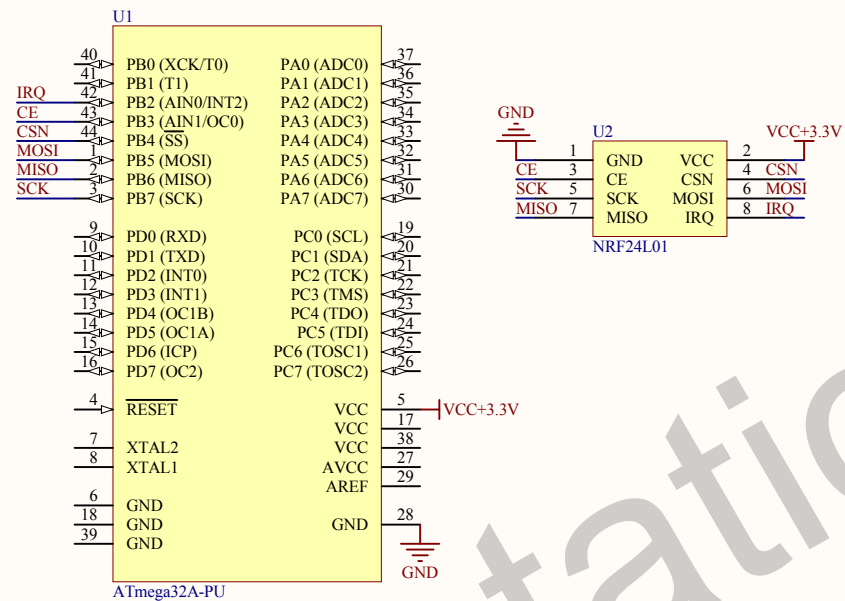 U1
40 PB0 (XCK/T0) PA0 (ADC0) 37
41 PB1 (T1) PA1 (ADC1) 36
IRQ 42 PB2 (AIN0/INT2) PA2 (ADC2) 35
CE 43 PB3 (AIN1/OC0) PA3 (ADC3) 34
CSN 44 PB4 (SS) PA4 (ADC4) 33
MOSI 1 PB5 (MOSI) PA5 (ADC5) 32
MISO 2 PB6 (MISO) PA6 (ADC6) 31
SCK 3 PB7 (SCK) PA7 (ADC7) 30
9 PD0 (RXD) PC0 (SCL) 19
10 PD1 (TXD) PC1 (SDA) 20
11 PD2 (INT0) PC2 (TCK) 21
12 PD3 (INT1) PC3 (TMS) 22
13 PD4 (OC1B) PC4 (TDO) 23
14 PD5 (OC1A) PC5 (TDI) 24
15 PD6 (ICP) PC6 (TOSC1) 25
16 PD7 (OC2) PC7 (TOSC2) 26
4 RESET VCC 5 VCC+3.3V
VCC 17
7 XTAL2 VCC 38
8 XTAL1 AVCC 27
AREF 29
6 GND
18 GND GND 28
39 GND
GND
ATmega32A-PU
GND
U2 VCC+3.3V
1 GND VCC 2
CE 3 CE CSN 4 CSN
SCK 5 SCK MOSI 6 MOSI
MISO 7 MISO IRQ 8 IRQ
NRF24L01
tatio